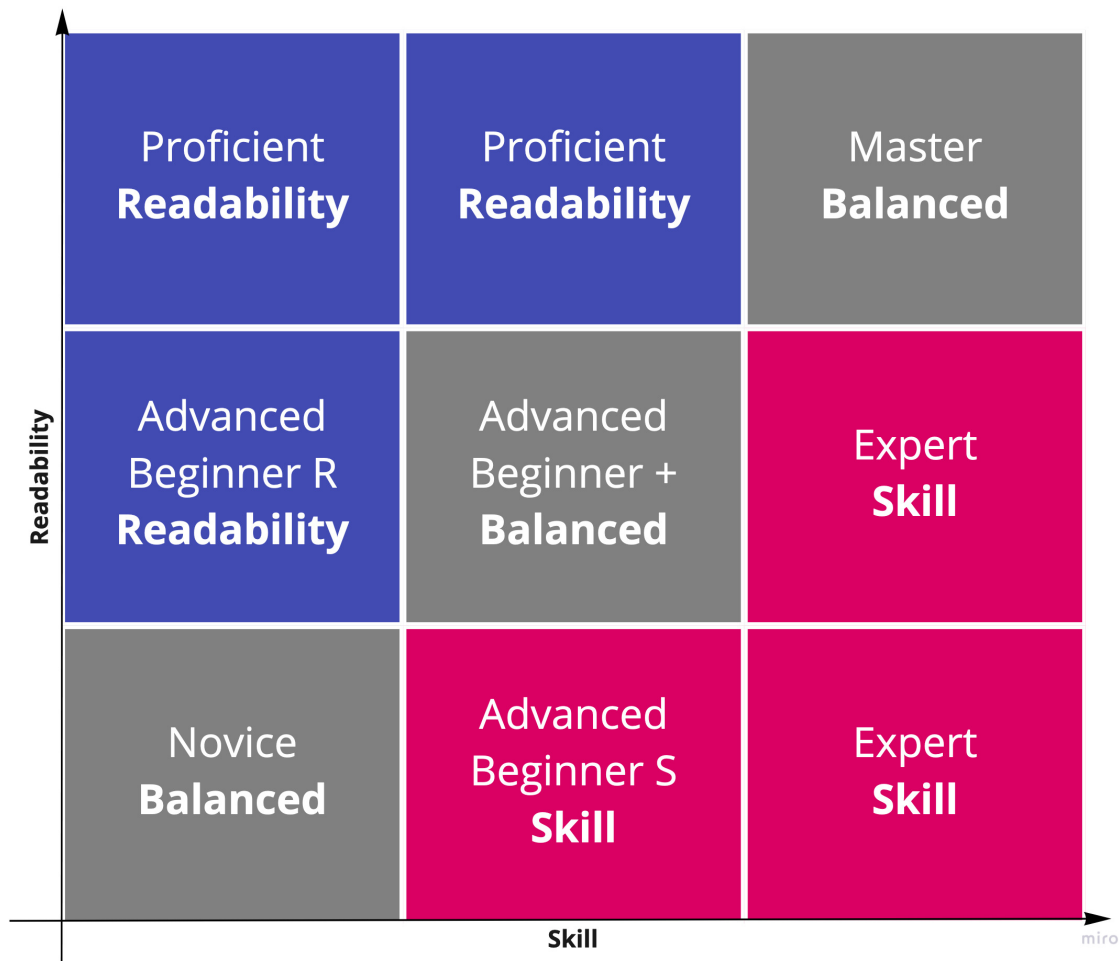 Proficient
Readability
Proficient
Readability
Master
Balanced
Readability
Advanced
Beginner R
Readability
Advanced
Beginner +
Balanced
Expert
Skill
Novice
Balanced
Advanced
Beginner S
Skill
Expert
Skill
Skill
miro